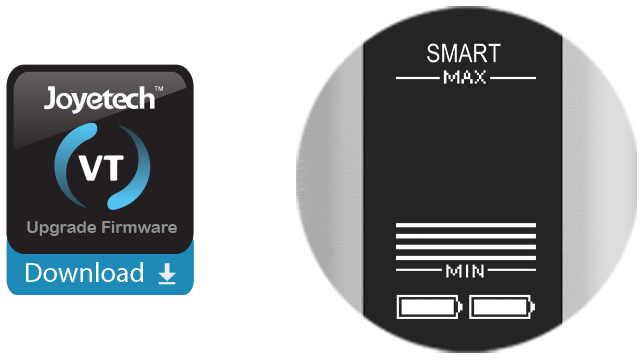 Joyetech™
VT
Upgrade Firmware
Download
SMART
MAX
MIN